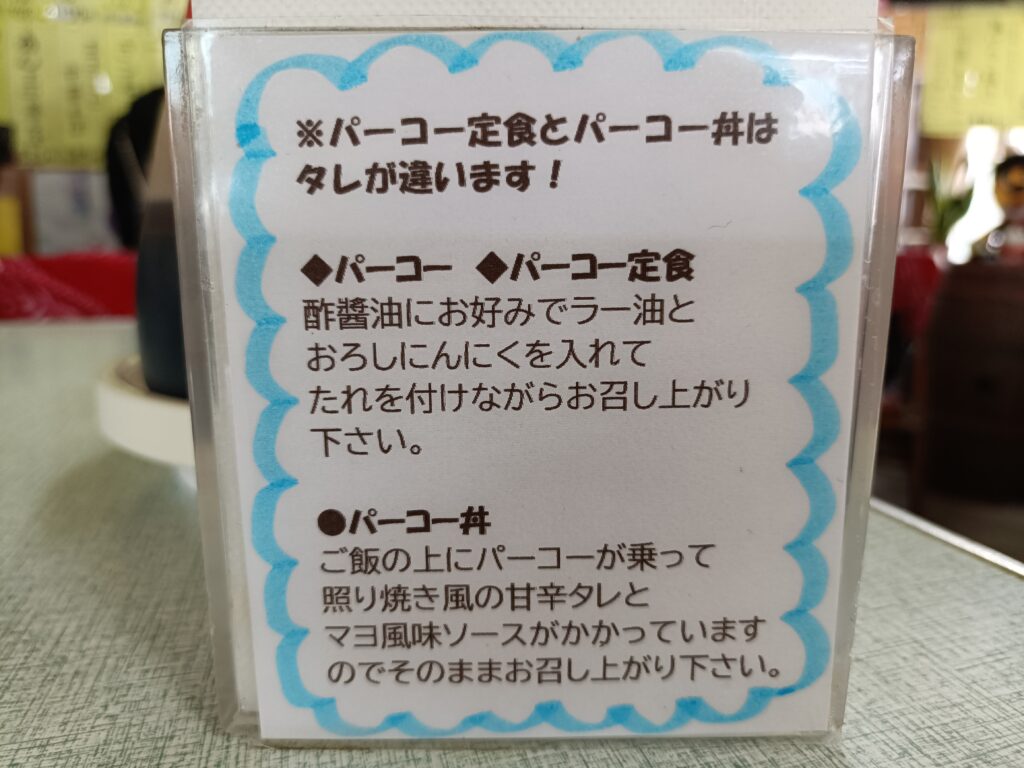 ※パーコー定食とパーコー丼は
タレが違います！
◆パーコー ◆パーコー定食
酢醬油にお好みでラー油と
おろしにんにくを入れて
たれを付けながらお召し上がり
下さい。
●パーコー丼
ご飯の上にパーコーが乗って
照り焼き風の甘辛タレと
マヨ風味ソースがかかっています
のでそのままお召し上がり下さい。